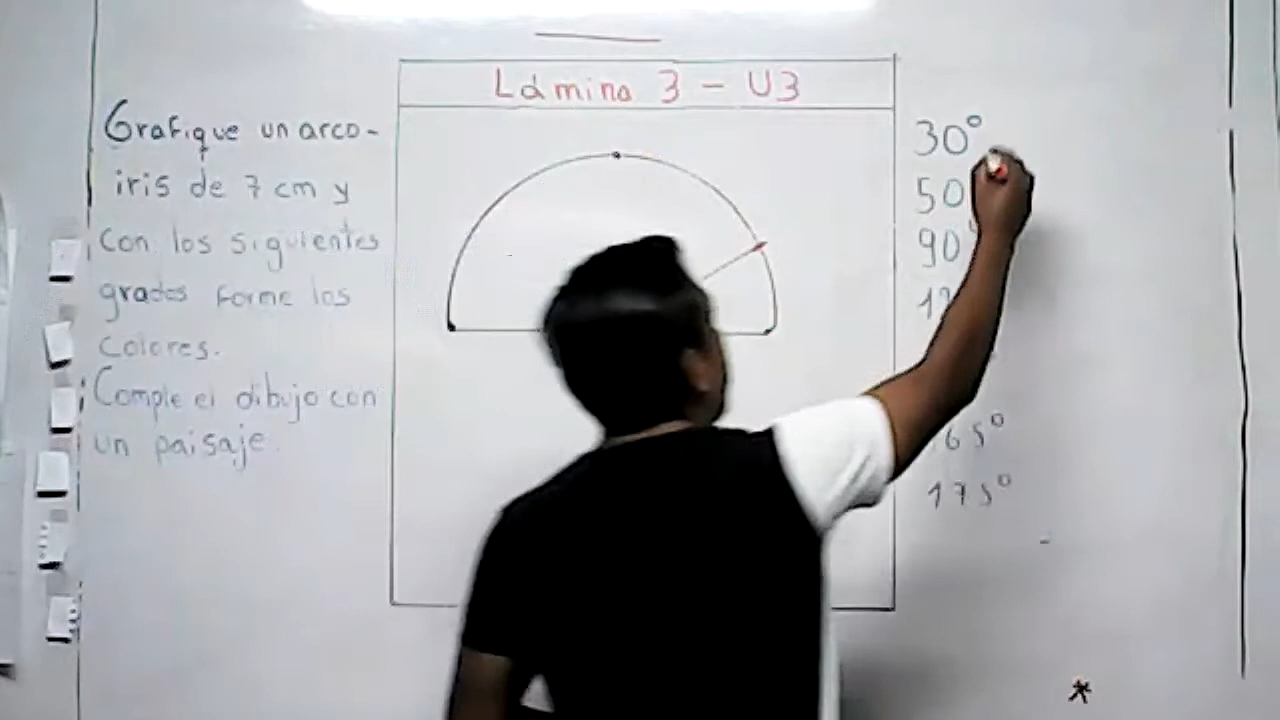 Lámina 3 - U3
Grafique un arco-
iris de 7 cm y
con los siguientes
grados forme los
colores.
Comple el dibujo con
un paisaje.
30°
50
90°
175°